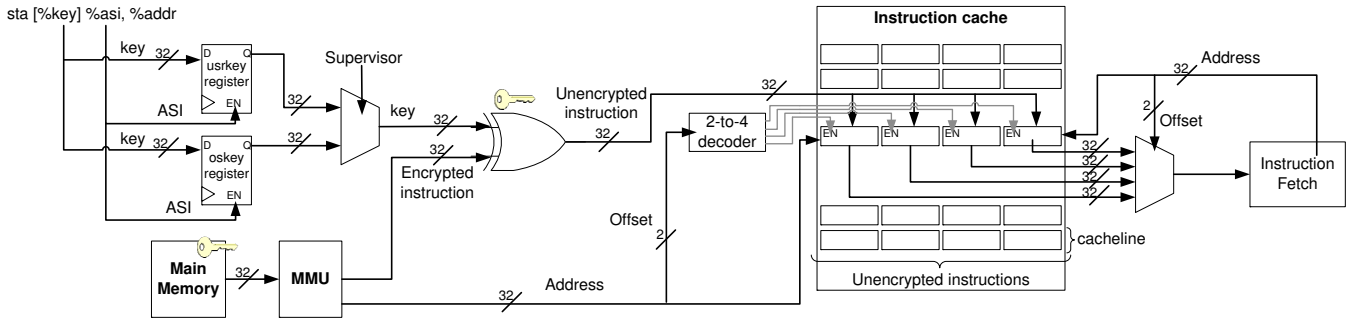 sta [%key] %asi, %addr
key
32
D
Q
usrkey
register
EN
ASI
key
32
D
Q
oskey
register
EN
ASI
32
32
Supervisor
key
32
32
Encrypted
instruction
Unencrypted
instruction
32
32
Main
Memory
32
MMU
Address
32
Offset
2
2-to-4
decoder
Instruction cache
EN
EN
EN
EN
cacheline
Unencrypted instructions
32
32
32
32
Address
32
2
Offset
Instruction
Fetch